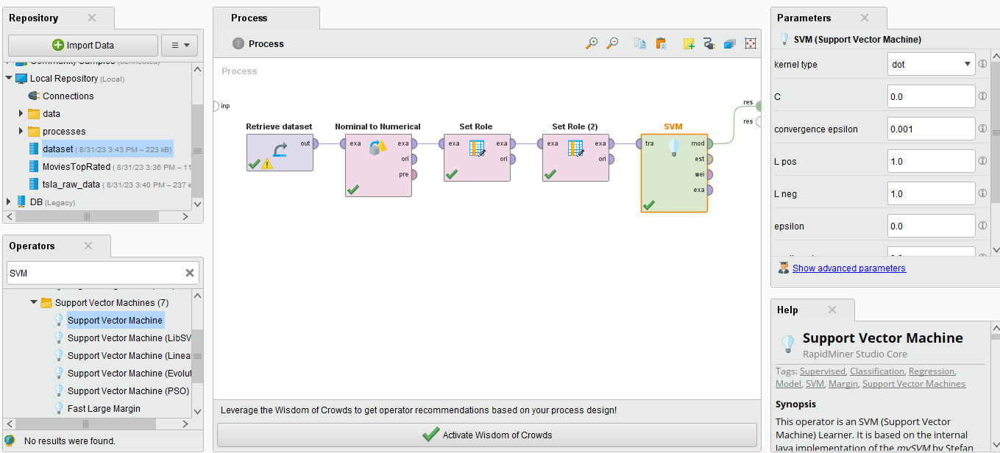 Repository
Import Data
Community Samples (connected)
Local Repository (Local)
Connections
data
processes
dataset ( 8/31/23 3:43 PM – 223 kB)
MoviesTopRated ( 8/31/23 3:36 PM – 11
tsla_raw_data ( 8/31/23 3:40 PM – 237 k
DB (Legacy)
Operators
SVM
Support Vector Machines (7)
Support Vector Machine
Support Vector Machine (LibSV
Support Vector Machine (Linea
Support Vector Machine (Evolut
Support Vector Machine (PSO)
Fast Large Margin
No results were found.
Process
Process
Process
inp
res
res
Retrieve dataset
out
Nominal to Numerical
exa exa
ori
pre
Set Role
exa exa
ori
Set Role (2)
exa exa
ori
SVM
tra mod
est
wei
exa
Leverage the Wisdom of Crowds to get operator recommendations based on your process design!
Activate Wisdom of Crowds
Parameters
SVM (Support Vector Machine)
kernel type dot
C 0.0
convergence epsilon 0.001
L pos 1.0
L neg 1.0
epsilon 0.0
Show advanced parameters
Help
Support Vector Machine
RapidMiner Studio Core
Tags: Supervised, Classification, Regression,
Model, SVM, Margin, Support Vector Machines
Synopsis
This operator is an SVM (Support Vector
Machine) Learner. It is based on the internal
Java implementation of the mySVM by Stefan